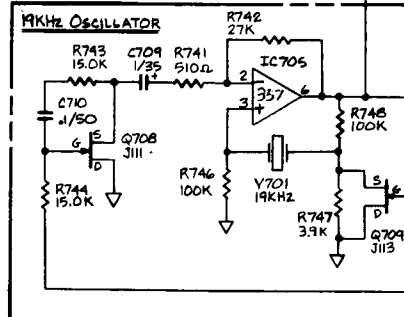 19KHz OSCILLATOR
R743
15.0K
C709
1/35
+
R741
510Ω
R742
27K
IC705
2
-
357
3
+
6
C710
.1/50
G
S
D
Q708
J111
R744
15.0K
R746
100K
Y701
19KHz
R748
100K
R747
3.9K
S
D
G
Q709
J113